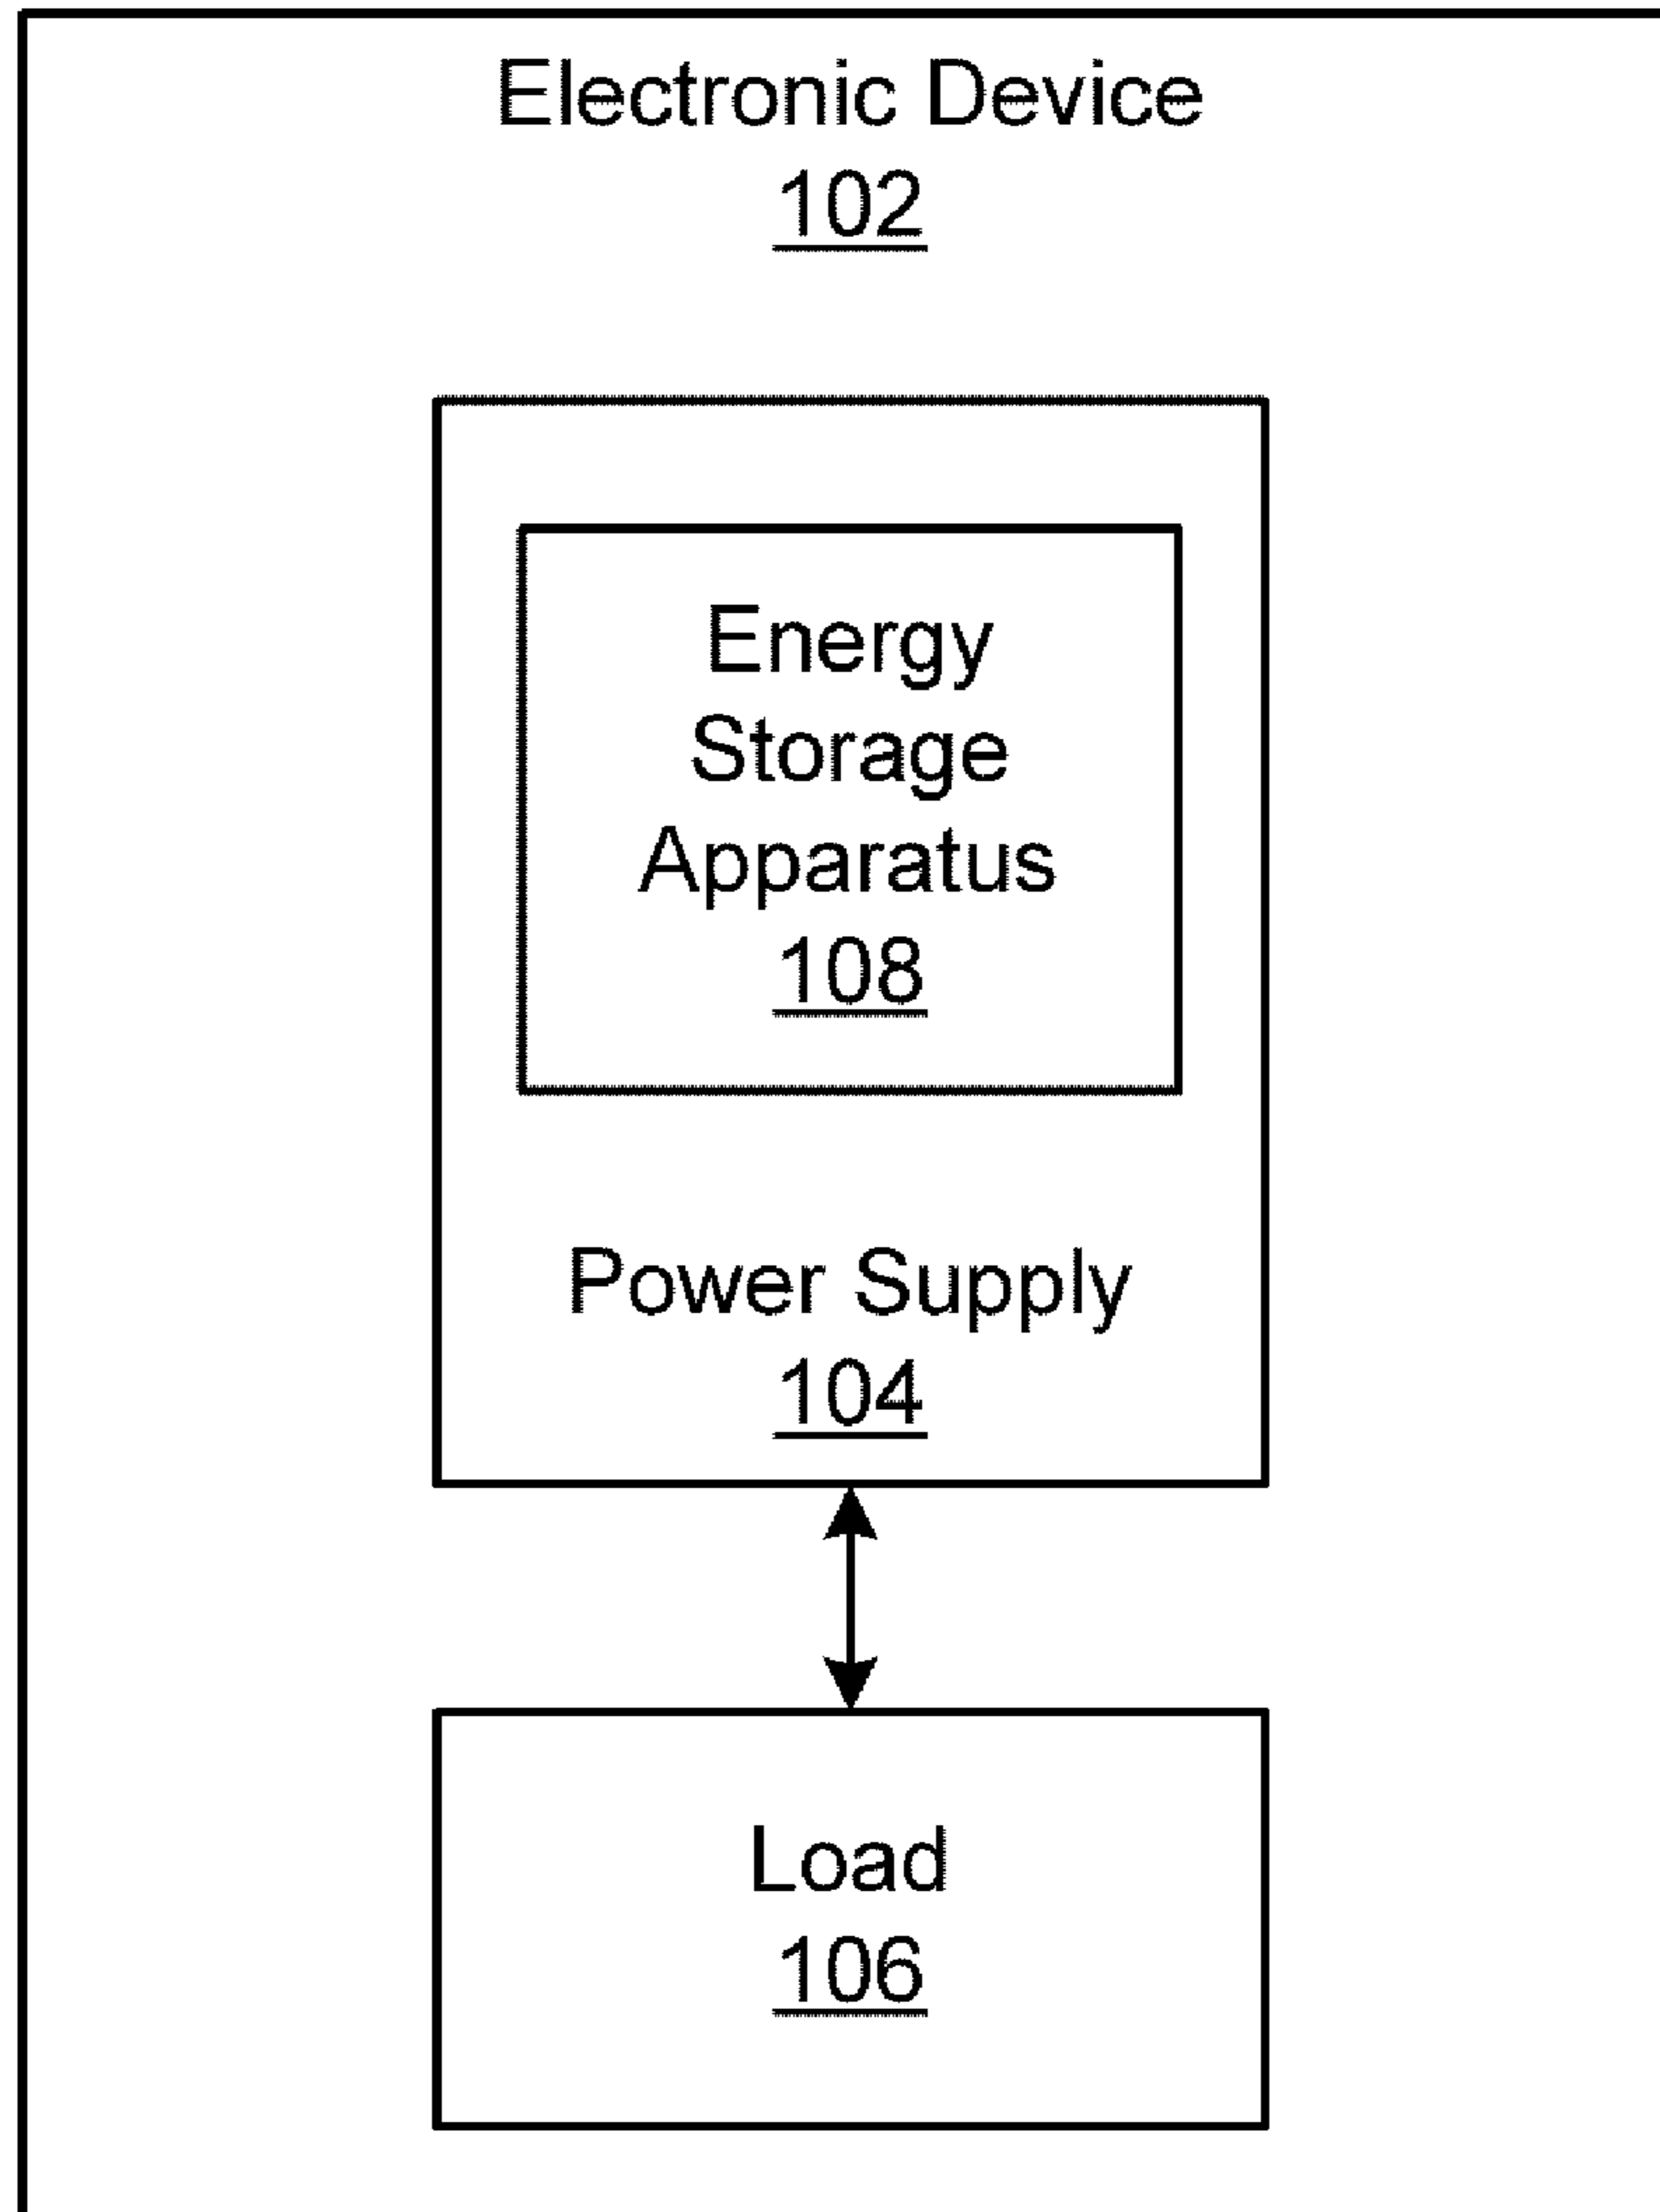 Electronic Device
102
Energy
Storage
Apparatus
108
Power Supply
104
Load
106